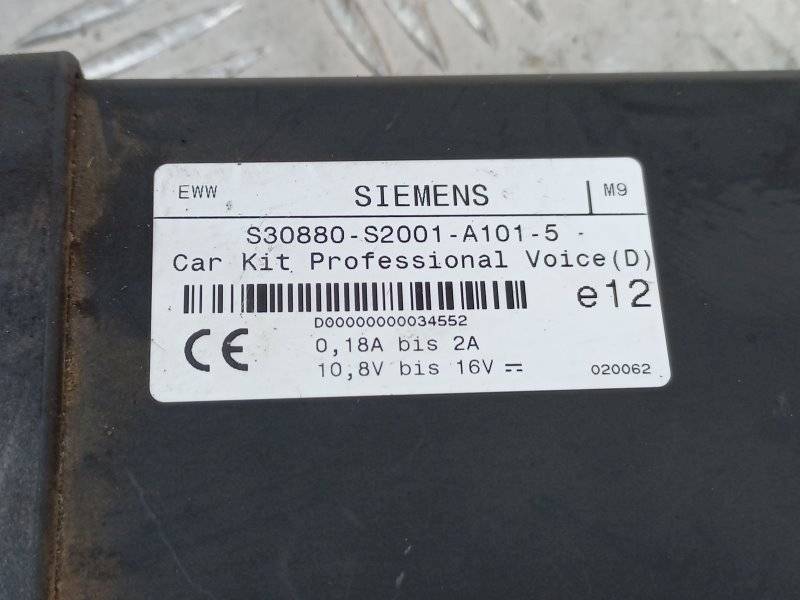 EWW SIEMENS M9
S30880-S2001-A101-5 -
Car Kit Professional Voice(D)
e12
D00000000034552
CE 0,18A bis 2A
10,8V bis 16V
020062